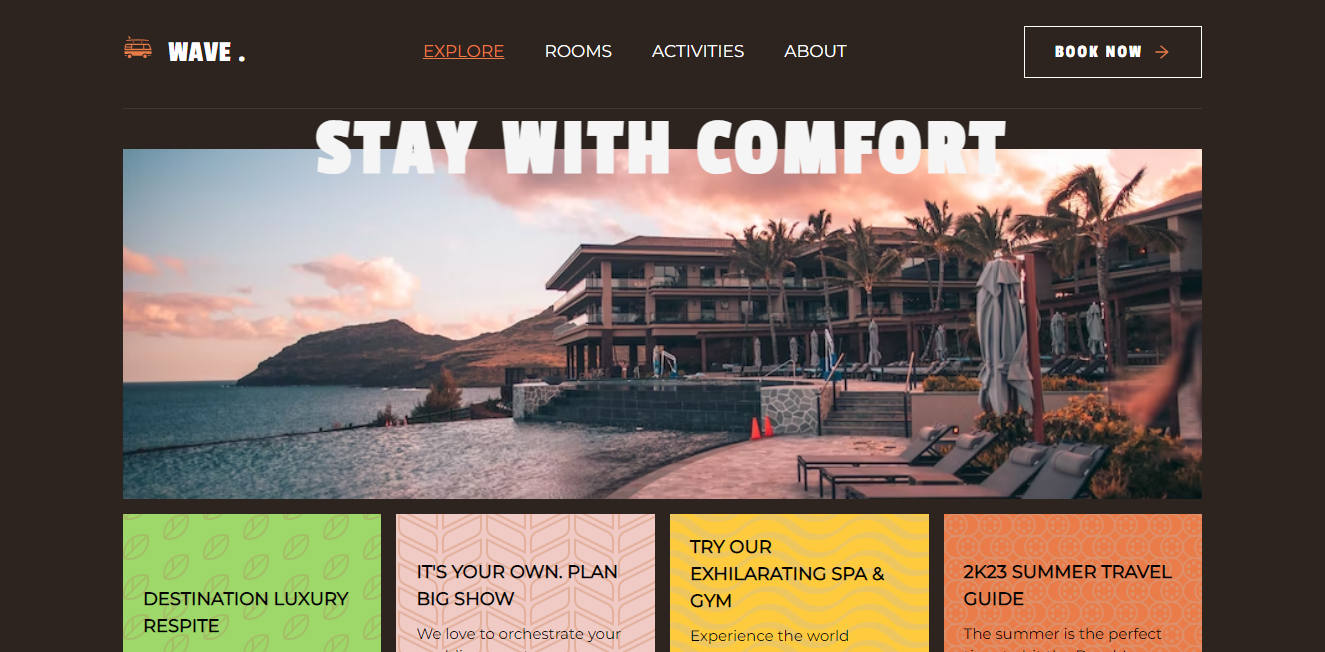 WAVE .
EXPLORE ROOMS ACTIVITIES ABOUT
BOOK NOW →
STAY WITH COMFORT
DESTINATION LUXURY
RESPITE
IT'S YOUR OWN. PLAN
BIG SHOW
We love to orchestrate your
TRY OUR
EXHILARATING SPA &
GYM
Experience the world
2K23 SUMMER TRAVEL
GUIDE
The summer is the perfect